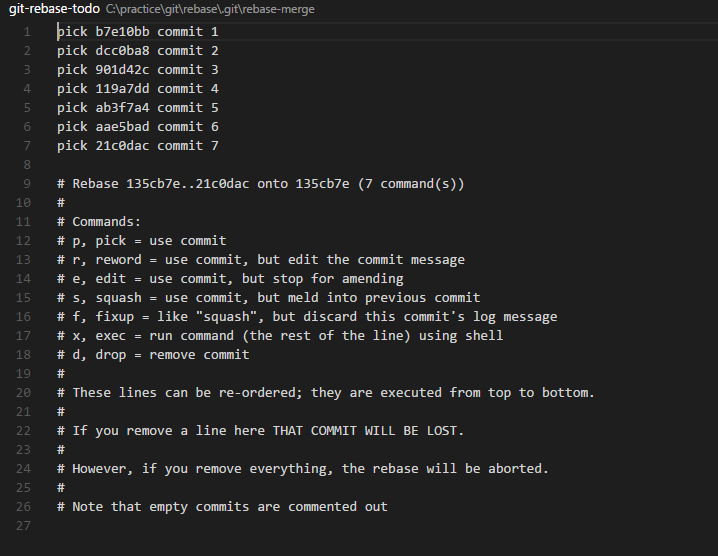 git-rebase-todo C:\practice\git\rebase\.git\rebase-merge
1 pick b7e10bb commit 1
2 pick dcc0ba8 commit 2
3 pick 901d42c commit 3
4 pick 119a7dd commit 4
5 pick ab3f7a4 commit 5
6 pick aae5bad commit 6
7 pick 21c0dac commit 7
8
9 # Rebase 135cb7e..21c0dac onto 135cb7e (7 command(s))
10 #
11 # Commands:
12 # p, pick = use commit
13 # r, reword = use commit, but edit the commit message
14 # e, edit = use commit, but stop for amending
15 # s, squash = use commit, but meld into previous commit
16 # f, fixup = like "squash", but discard this commit's log message
17 # x, exec = run command (the rest of the line) using shell
18 # d, drop = remove commit
19 #
20 # These lines can be re-ordered; they are executed from top to bottom.
21 #
22 # If you remove a line here THAT COMMIT WILL BE LOST.
23 #
24 # However, if you remove everything, the rebase will be aborted.
25 #
26 # Note that empty commits are commented out
27